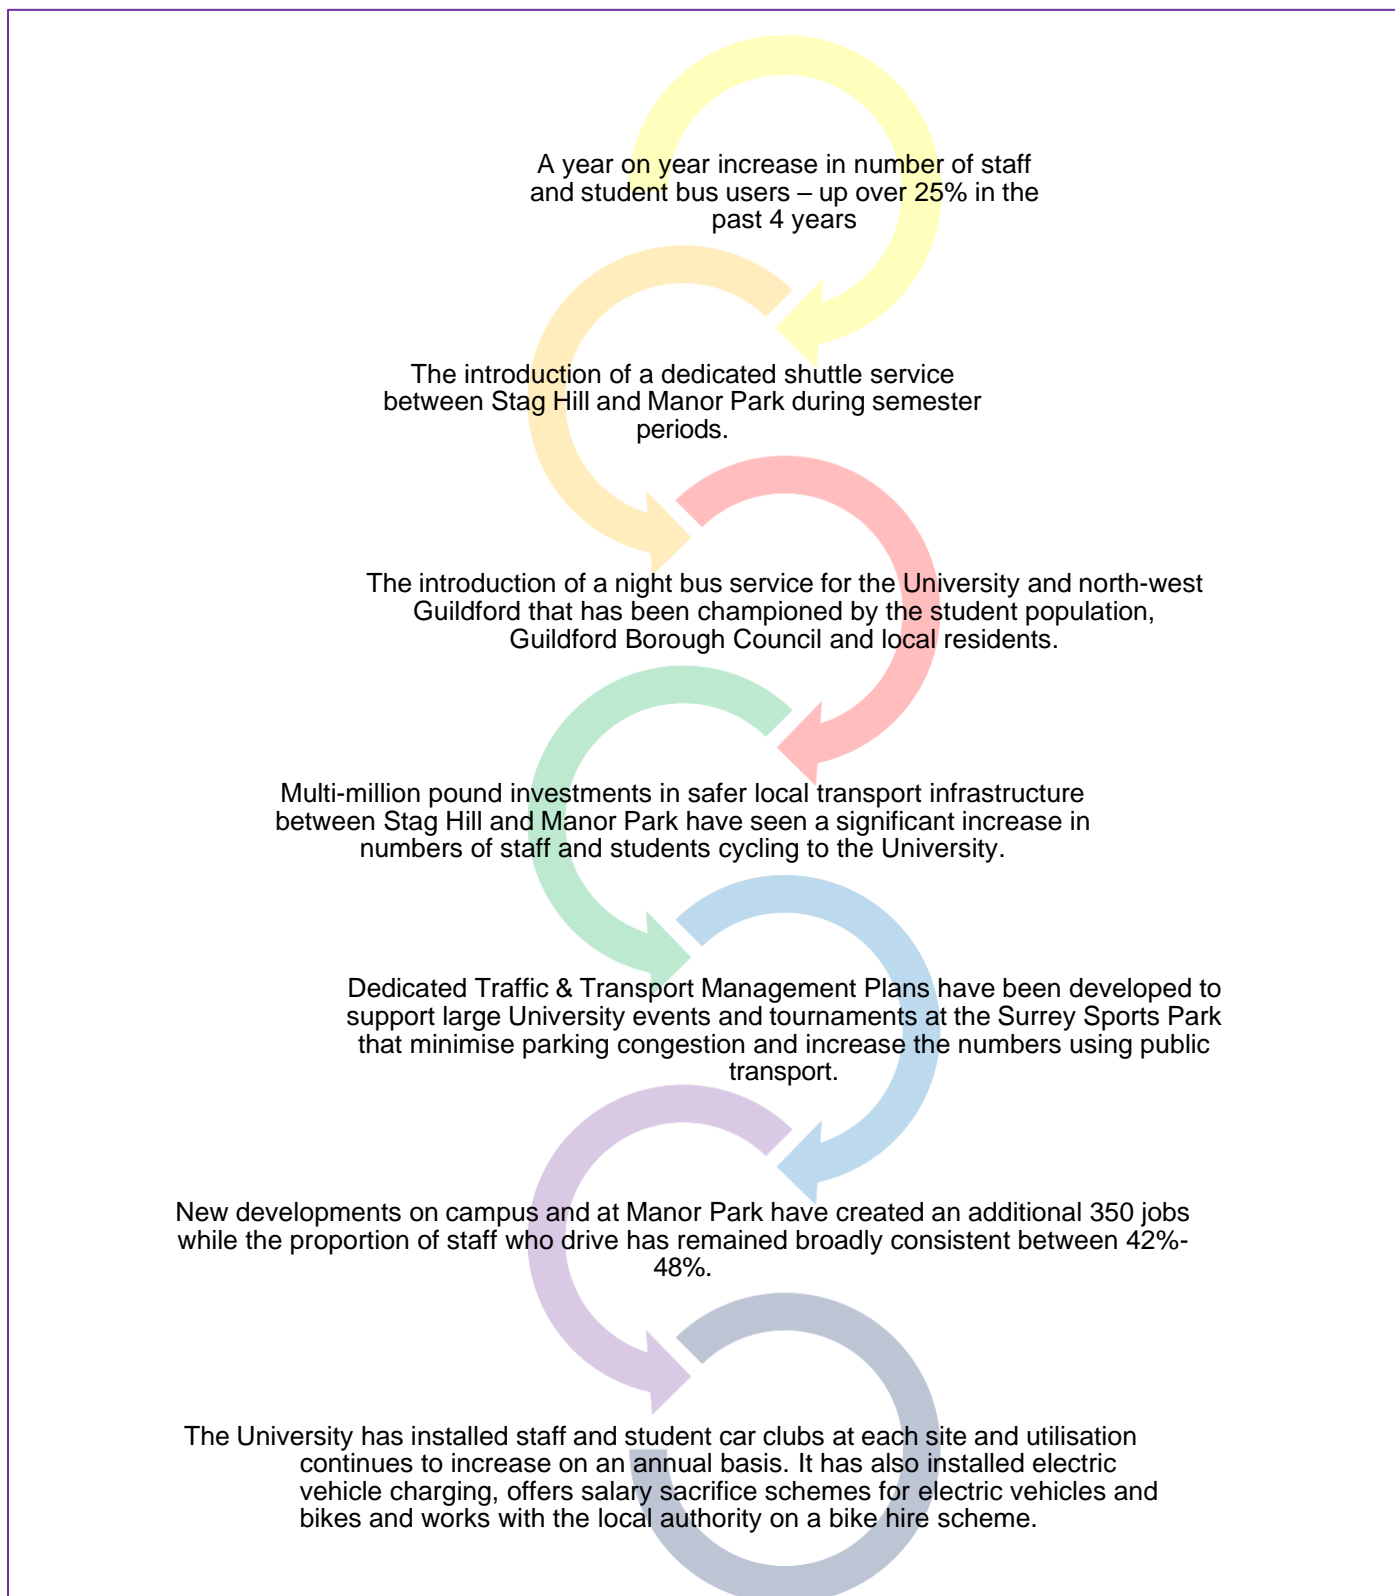 A year on year increase in number of staff
and student bus users – up over 25% in the
past 4 years
The introduction of a dedicated shuttle service
between Stag Hill and Manor Park during semester
periods.
The introduction of a night bus service for the University and north-west
Guildford that has been championed by the student population,
Guildford Borough Council and local residents.
Multi-million pound investments in safer local transport infrastructure
between Stag Hill and Manor Park have seen a significant increase in
numbers of staff and students cycling to the University.
Dedicated Traffic & Transport Management Plans have been developed to
support large University events and tournaments at the Surrey Sports Park
that minimise parking congestion and increase the numbers using public
transport.
New developments on campus and at Manor Park have created an additional 350 jobs
while the proportion of staff who drive has remained broadly consistent between 42%-
48%.
The University has installed staff and student car clubs at each site and utilisation
continues to increase on an annual basis. It has also installed electric
vehicle charging, offers salary sacrifice schemes for electric vehicles and
bikes and works with the local authority on a bike hire scheme.